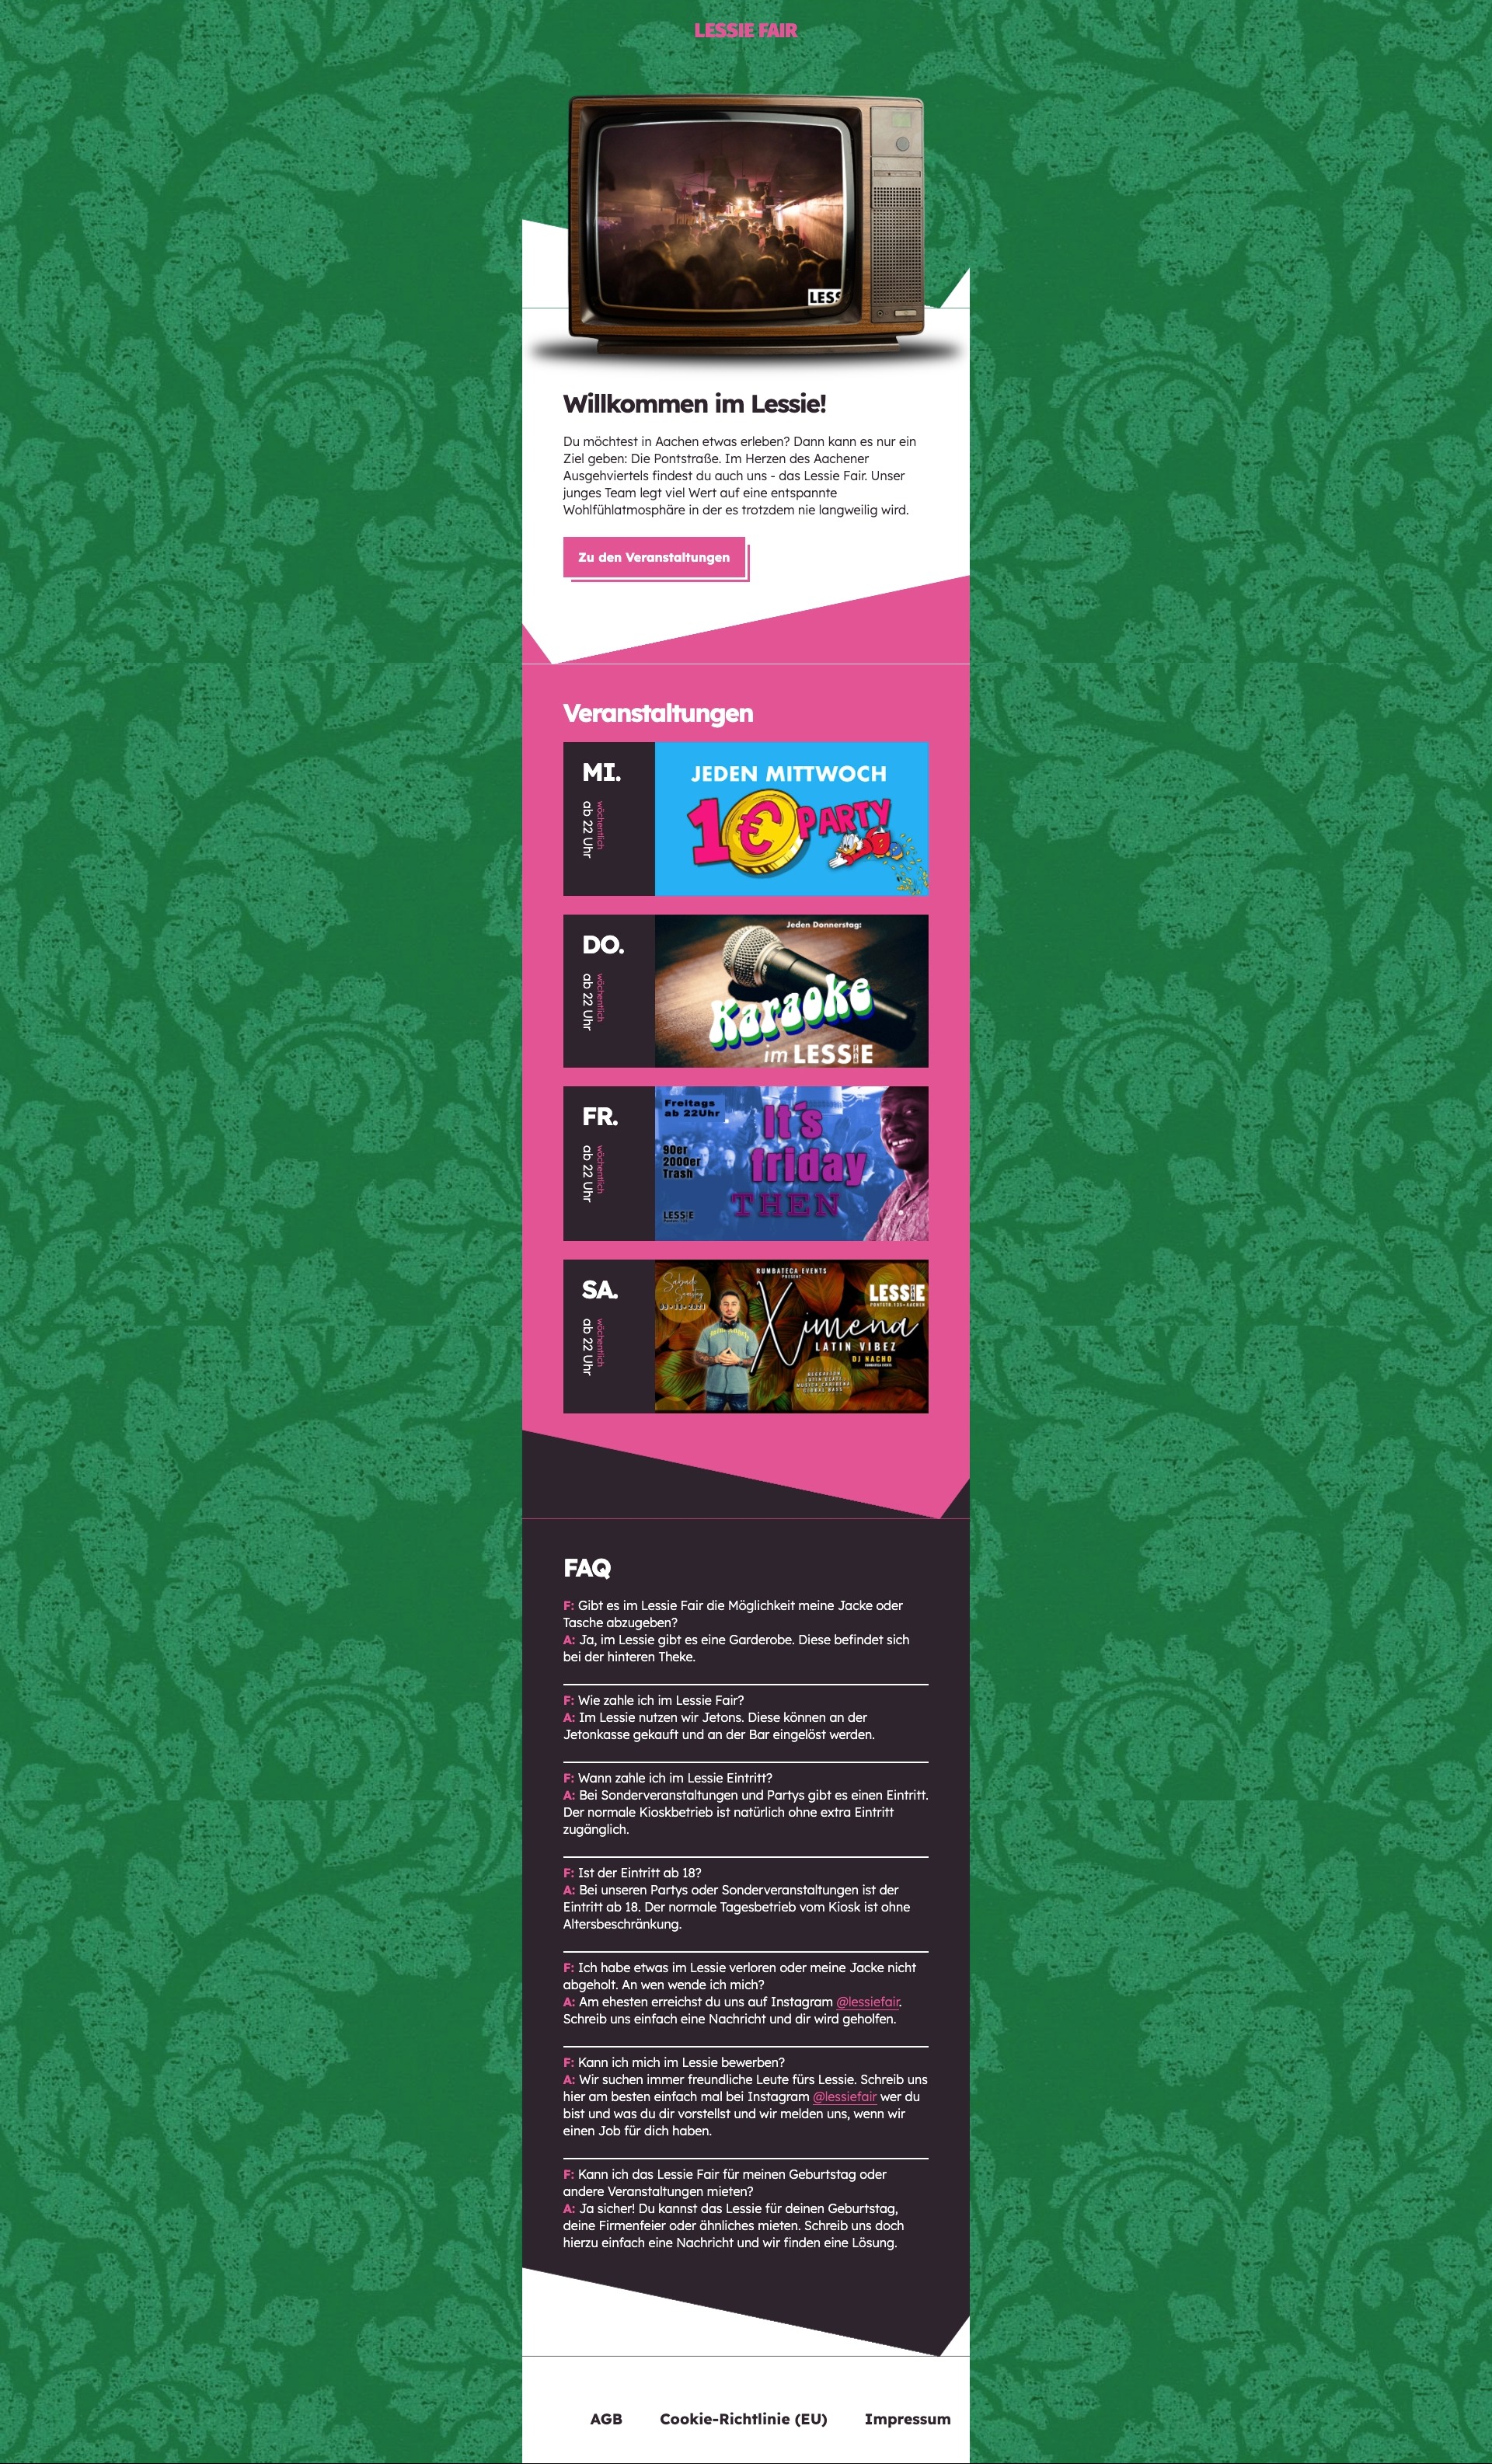 LESSIE FAIR
LESS
Willkommen im Lessie!
Du möchtest in Aachen etwas erleben? Dann kann es nur ein
Ziel geben: Die Pontstraße. Im Herzen des Aachener
Ausgehviertels findest du auch uns - das Lessie Fair. Unser
junges Team legt viel Wert auf eine entspannte
Wohlfühlatmosphäre in der es trotzdem nie langweilig wird.
Zu den Veranstaltungen
Veranstaltungen
MI.
wöchentlich
ab 22 Uhr
JEDEN MITTWOCH
1€ PARTY
DO.
wöchentlich
ab 22 Uhr
Jeden Donnerstag:
Karaoke
im LESSIE
FR.
wöchentlich
ab 22 Uhr
Freitags
ab 22Uhr
It's
friday
THEN
90er
2000er
Trash
LESSIE
SA.
wöchentlich
ab 22 Uhr
RUMBATECA EVENTS
PRESENT
Sabado
Samstag
LESSIE
PONTSTR. 135 • AACHEN
Ximena
LATIN VIBEZ
DJ NACHO
REGGAETON
LATIN BEATZ
MUSICA CARIBENA
GLOBAL BASS
FAQ
F: Gibt es im Lessie Fair die Möglichkeit meine Jacke oder
Tasche abzugeben?
A: Ja, im Lessie gibt es eine Garderobe. Diese befindet sich
bei der hinteren Theke.
F: Wie zahle ich im Lessie Fair?
A: Im Lessie nutzen wir Jetons. Diese können an der
Jetonkasse gekauft und an der Bar eingelöst werden.
F: Wann zahle ich im Lessie Eintritt?
A: Bei Sonderveranstaltungen und Partys gibt es einen Eintritt.
Der normale Kioskbetrieb ist natürlich ohne extra Eintritt
zugänglich.
F: Ist der Eintritt ab 18?
A: Bei unseren Partys oder Sonderveranstaltungen ist der
Eintritt ab 18. Der normale Tagesbetrieb vom Kiosk ist ohne
Altersbeschränkung.
F: Ich habe etwas im Lessie verloren oder meine Jacke nicht
abgeholt. An wen wende ich mich?
A: Am ehesten erreichst du uns auf Instagram @lessiefair.
Schreib uns einfach eine Nachricht und dir wird geholfen.
F: Kann ich mich im Lessie bewerben?
A: Wir suchen immer freundliche Leute fürs Lessie. Schreib uns
hier am besten einfach mal bei Instagram @lessiefair wer du
bist und was du dir vorstellst und wir melden uns, wenn wir
einen Job für dich haben.
F: Kann ich das Lessie Fair für meinen Geburtstag oder
andere Veranstaltungen mieten?
A: Ja sicher! Du kannst das Lessie für deinen Geburtstag,
deine Firmenfeier oder ähnliches mieten. Schreib uns doch
hierzu einfach eine Nachricht und wir finden eine Lösung.
AGB Cookie-Richtlinie (EU) Impressum